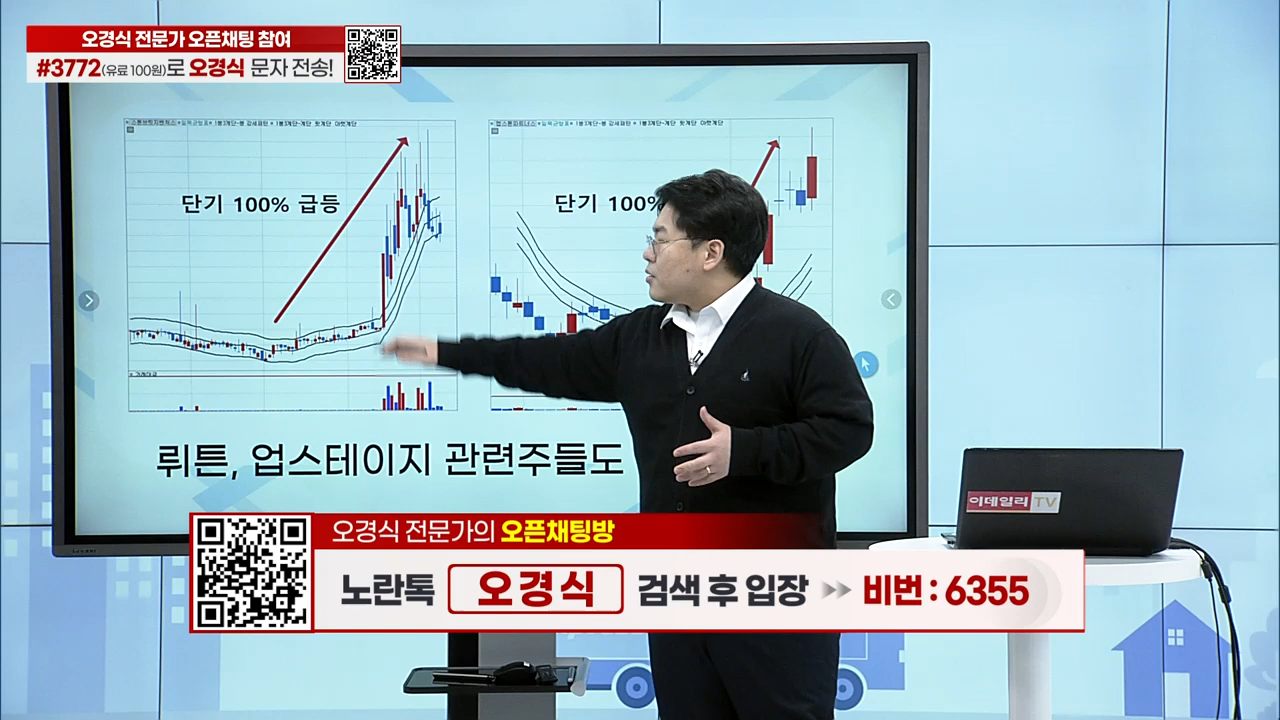 오경식 전문가 오픈채팅 참여
#3772(유료 100원)로 오경식 문자 전송!
단기 100% 급등
단기 100%
뤼튼, 업스테이지 관련주들도
이데일리 TV
오경식 전문가의 오픈채팅방
노란톡 오경식 검색 후 입장 비번 : 6355